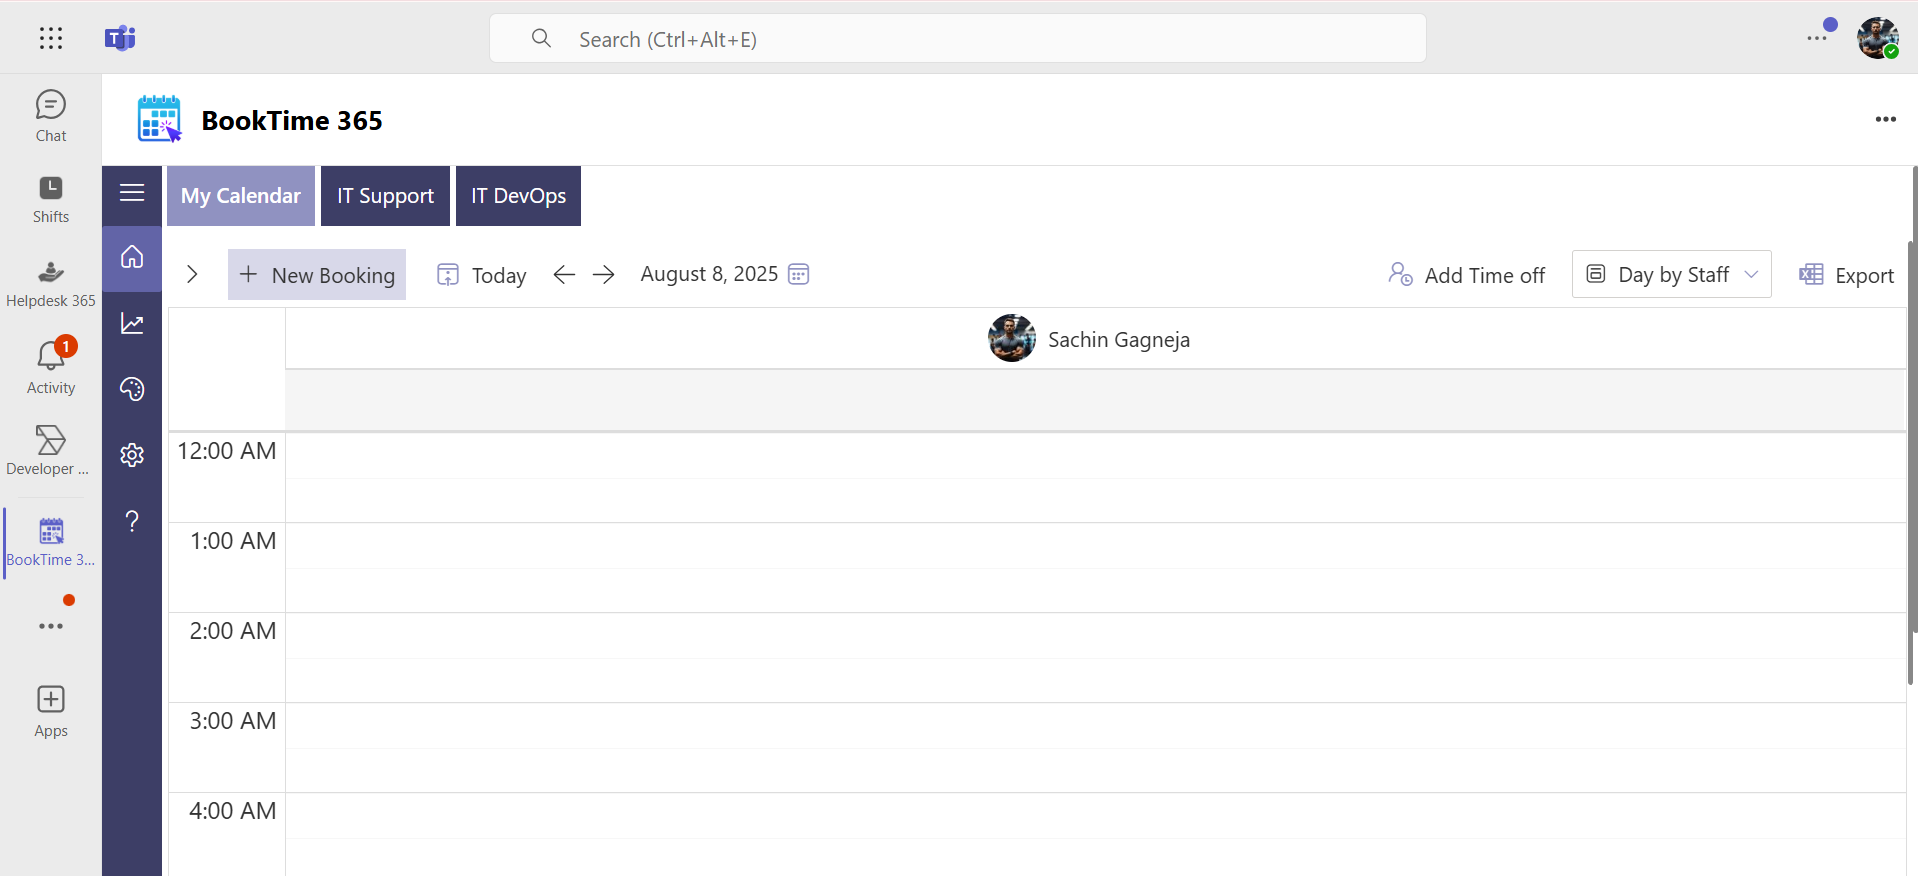 Search (Ctrl+Alt+E)
Chat
Shifts
Helpdesk 365
1
Activity
Developer ...
BookTime 3...
Apps
BookTime 365
My Calendar
IT Support
IT DevOps
New Booking
Today
August 8, 2025
Add Time off
Day by Staff
Export
Sachin Gagneja
12:00 AM
1:00 AM
2:00 AM
3:00 AM
4:00 AM